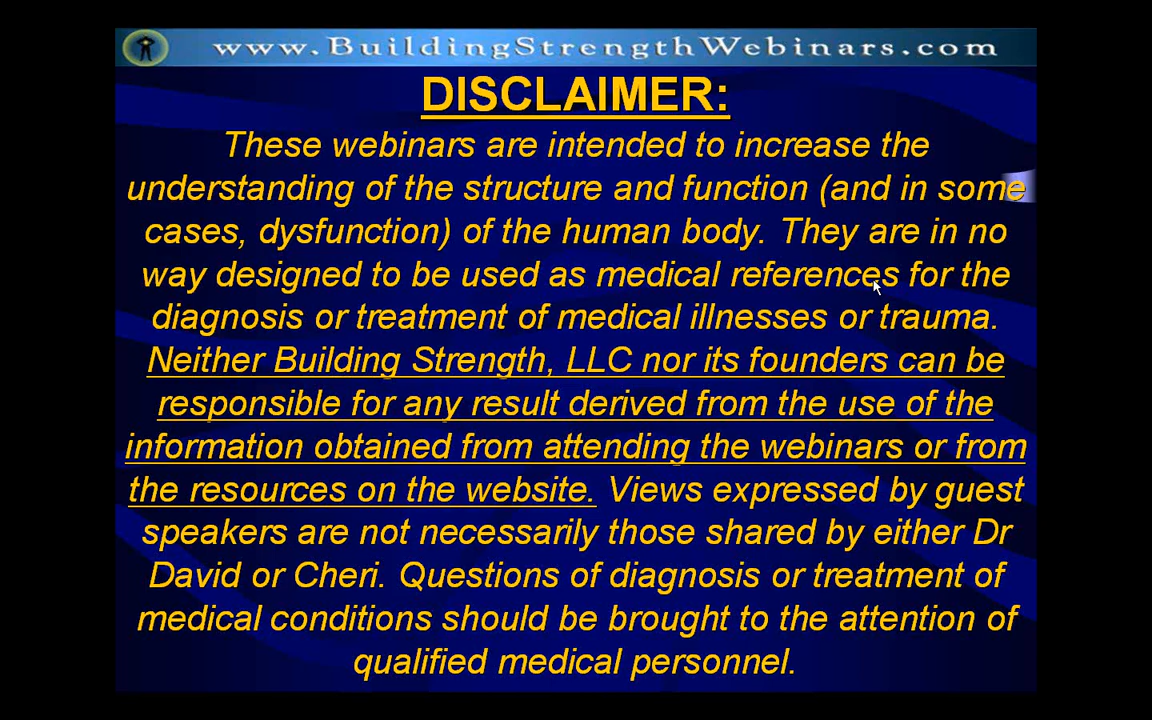 www.BuildingStrengthWebinars.com
DISCLAIMER:
These webinars are intended to increase the
understanding of the structure and function (and in some
cases, dysfunction) of the human body. They are in no
way designed to be used as medical references for the
diagnosis or treatment of medical illnesses or trauma.
Neither Building Strength, LLC nor its founders can be
responsible for any result derived from the use of the
information obtained from attending the webinars or from
the resources on the website. Views expressed by guest
speakers are not necessarily those shared by either Dr
David or Cheri. Questions of diagnosis or treatment of
medical conditions should be brought to the attention of
qualified medical personnel.